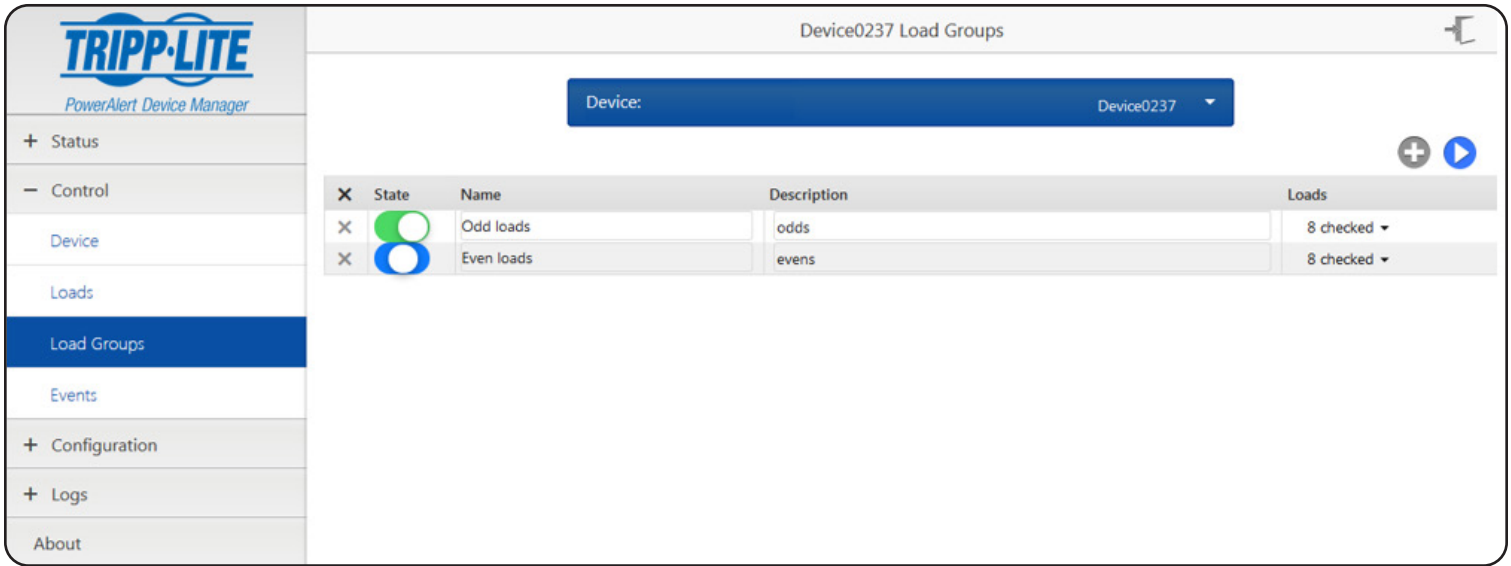 TRIPP·LITE
PowerAlert Device Manager
Device0237 Load Groups
Device: Device0237
+ Status
− Control
Device
Loads
Load Groups
Events
+ Configuration
+ Logs
About
✕ State Name Description Loads
✕ Odd loads odds 8 checked
✕ Even loads evens 8 checked